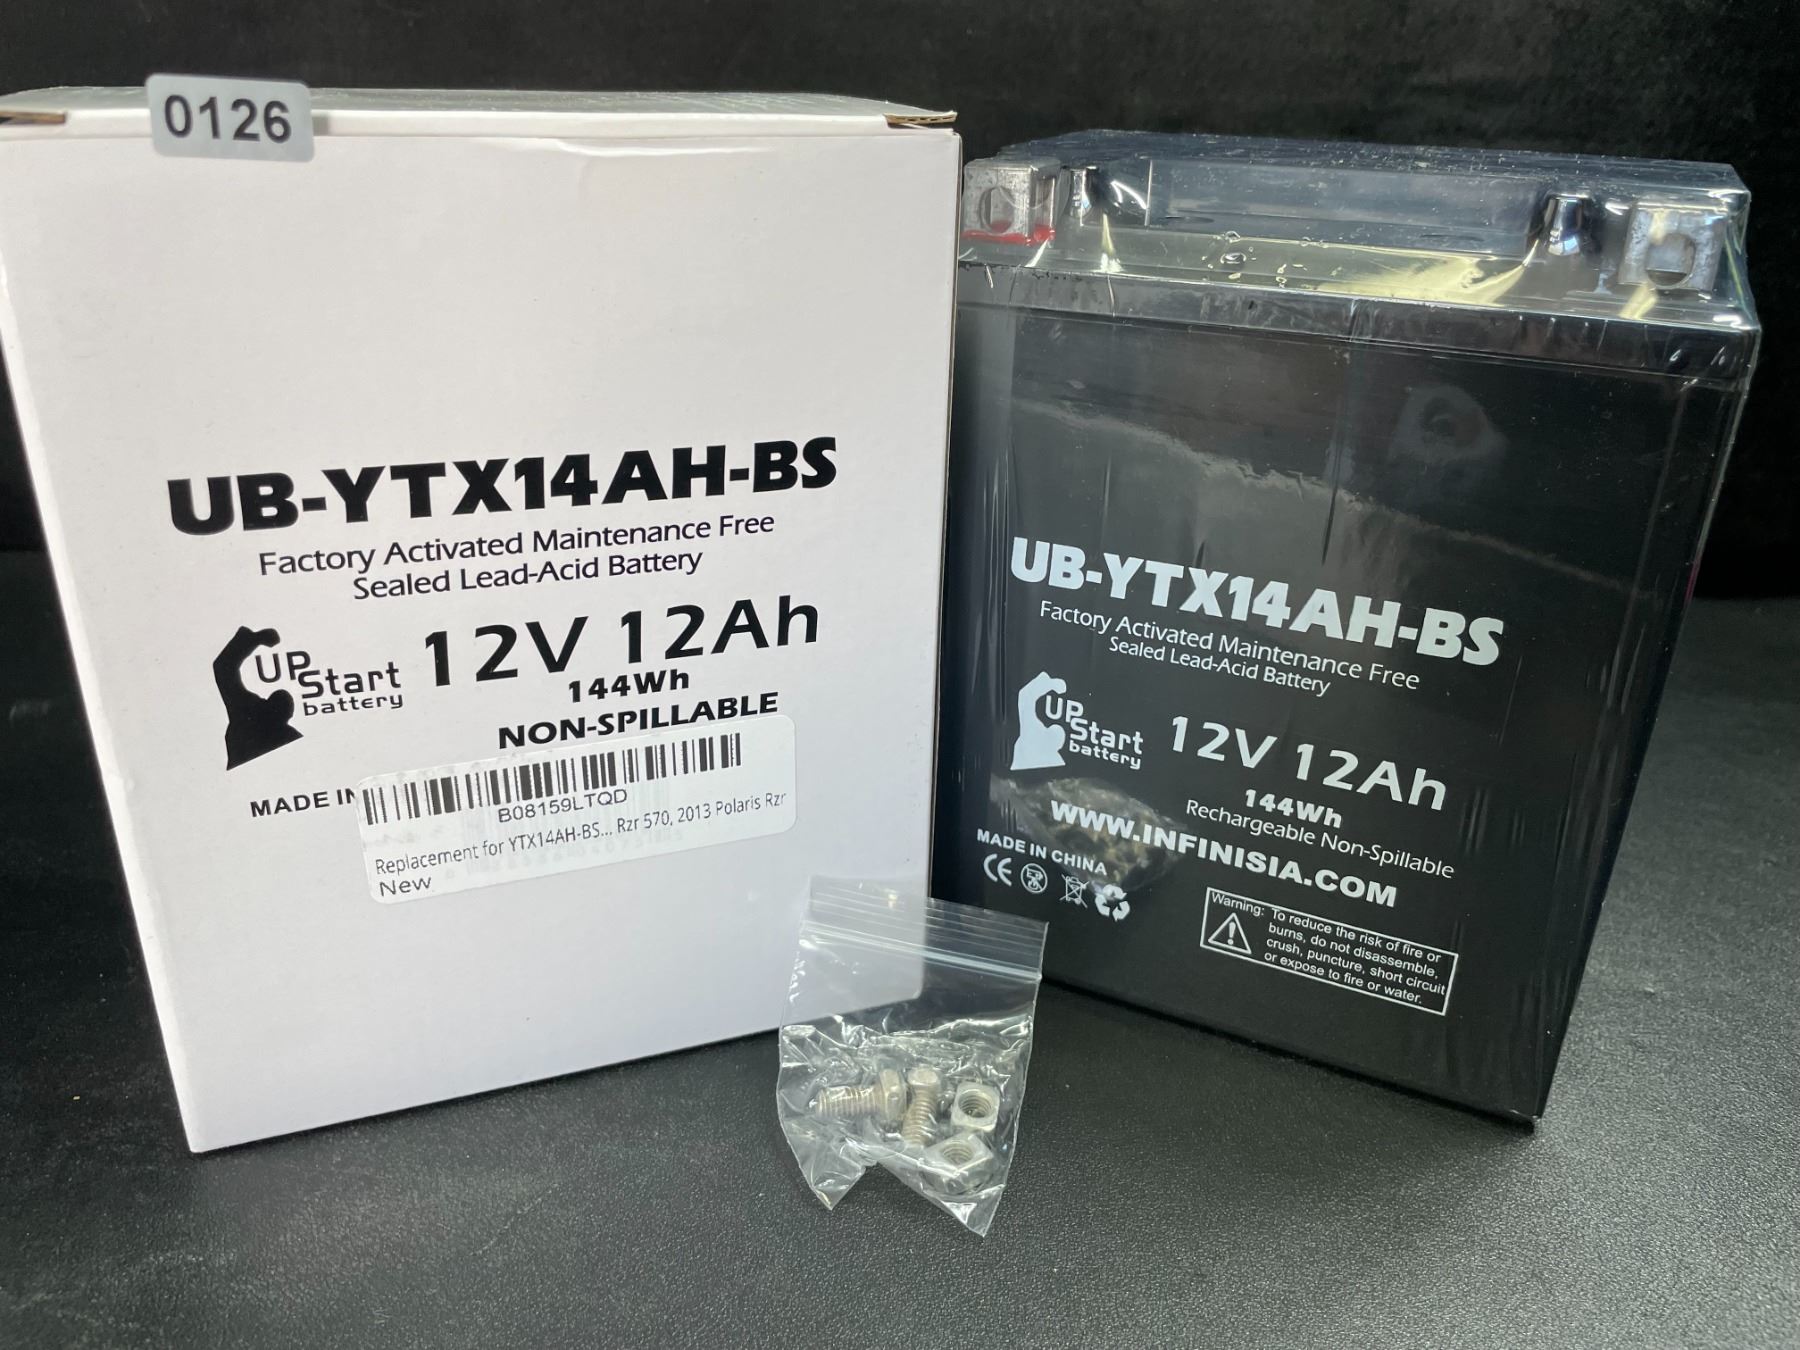 0126
UB-YTX14AH-BS
Factory Activated Maintenance Free
Sealed Lead-Acid Battery
UPStart
battery
12V 12Ah
144Wh
NON-SPILLABLE
MADE IN
B08159LTQD
Replacement for YTX14AH-BS... Rzr 570, 2013 Polaris Rzr
New
UB-YTX14AH-BS
Factory Activated Maintenance Free
Sealed Lead-Acid Battery
UPStart
battery
12V 12Ah
144Wh
Rechargeable Non-Spillable
WWW.INFINISIA.COM
MADE IN CHINA
CE
Warning: To reduce the risk of fire or
burns, do not disassemble,
crush, puncture, short circuit
or expose to fire or water.